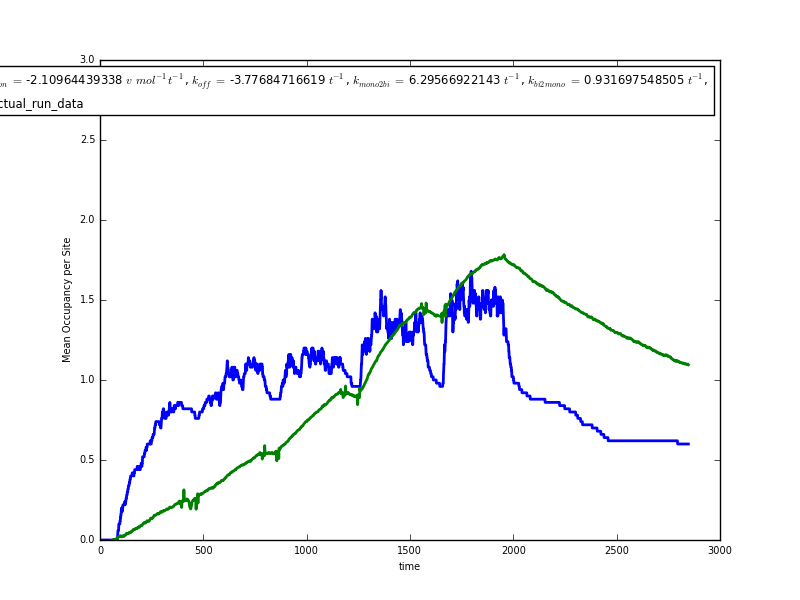 = -2.10964439338 v mol⁻¹t⁻¹, k_off = -3.77684716619 t⁻¹, k_mono2bi = 6.29566922143 t⁻¹, k_bi2mono = 0.931697548505 t⁻¹,
ctual_run_data
3.0
2.5
2.0
1.5
1.0
0.5
0.0
Mean Occupancy per Site
0 500 1000 1500 2000 2500 3000
time